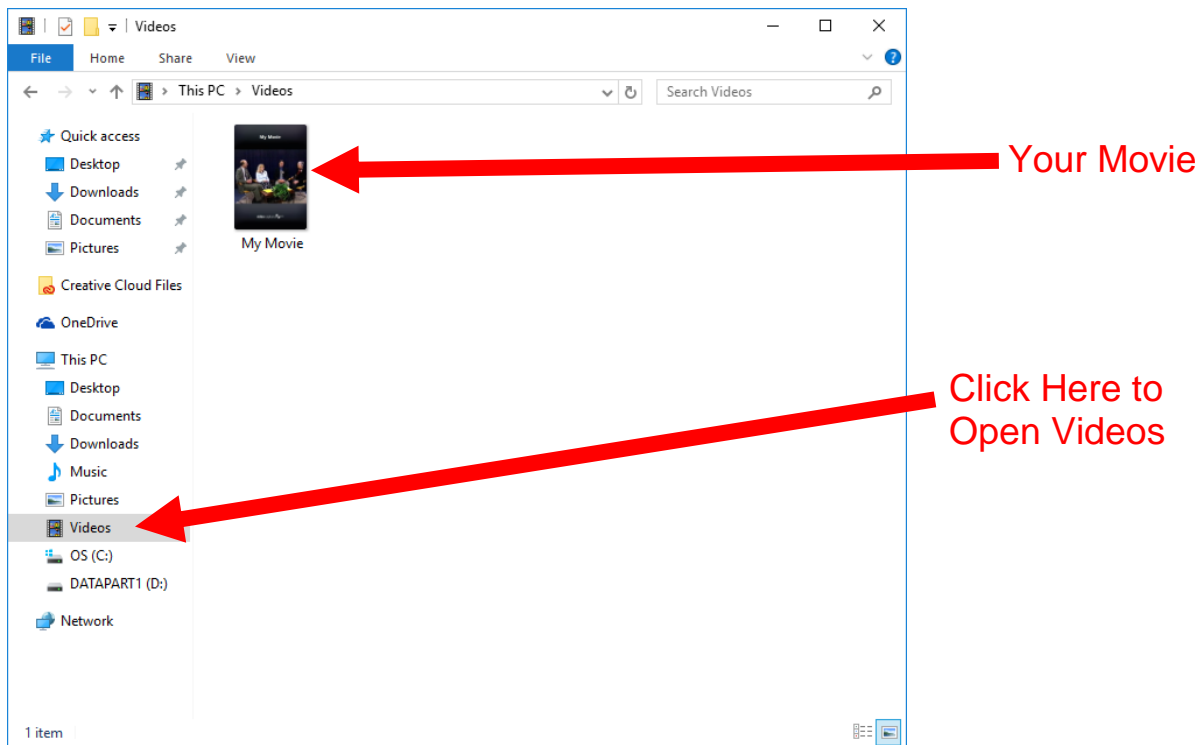 Videos
File Home Share View
This PC > Videos
Search Videos
Quick access
Desktop
Downloads
Documents
Pictures
Creative Cloud Files
OneDrive
This PC
Desktop
Documents
Downloads
Music
Pictures
Videos
OS (C:)
DATAPART1 (D:)
Network
My Movie
My Movie
Your Movie
Click Here to
Open Videos
1 item